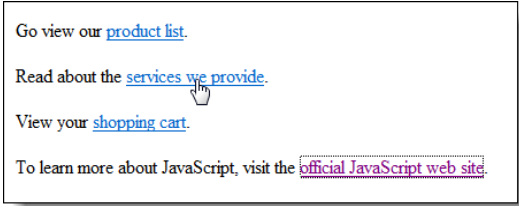 Go view our product list.
Read about the services we provide.
View your shopping cart.
To learn more about JavaScript, visit the official JavaScript web site.